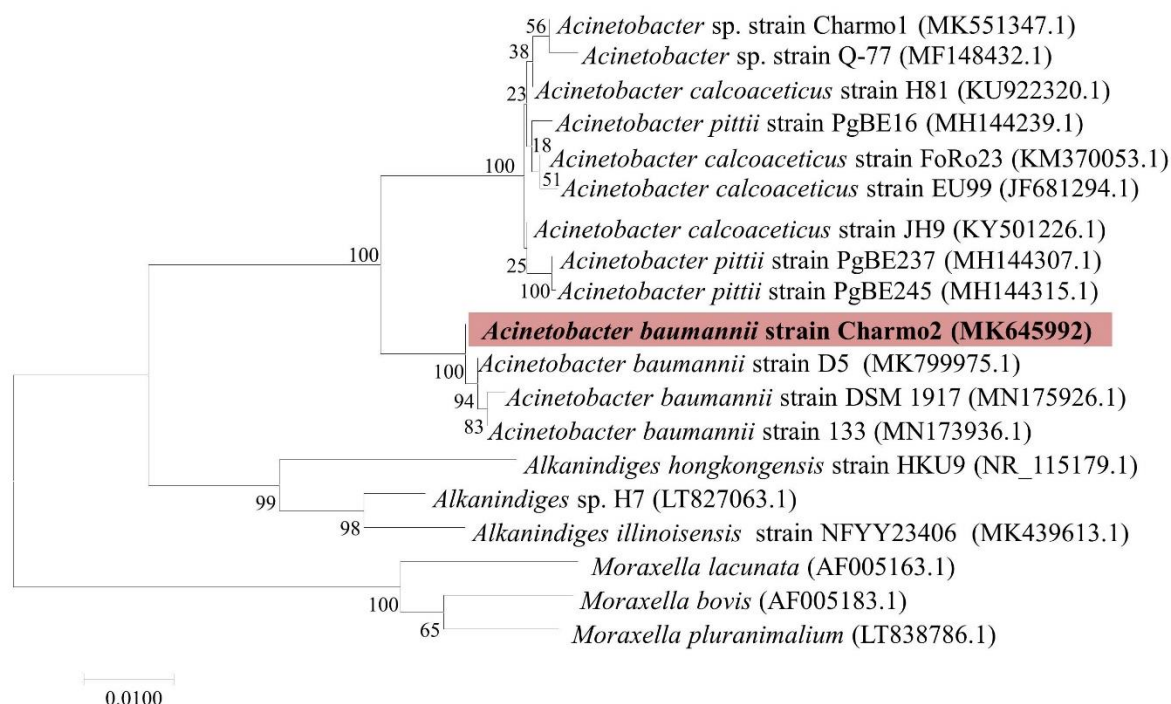 56 Acinetobacter sp. strain Charmo1 (MK551347.1)
38 Acinetobacter sp. strain Q-77 (MF148432.1)
23 Acinetobacter calcoaceticus strain H81 (KU922320.1)
Acinetobacter pittii strain PgBE16 (MH144239.1)
18
100 Acinetobacter calcoaceticus strain FoRo23 (KM370053.1)
51 Acinetobacter calcoaceticus strain EU99 (JF681294.1)
Acinetobacter calcoaceticus strain JH9 (KY501226.1)
100
25 Acinetobacter pittii strain PgBE237 (MH144307.1)
100 Acinetobacter pittii strain PgBE245 (MH144315.1)
Acinetobacter baumannii strain Charmo2 (MK645992)
100 Acinetobacter baumannii strain D5 (MK799975.1)
94 Acinetobacter baumannii strain DSM 1917 (MN175926.1)
83 Acinetobacter baumannii strain 133 (MN173936.1)
Alkanindiges hongkongensis strain HKU9 (NR_115179.1)
99 Alkanindiges sp. H7 (LT827063.1)
98 Alkanindiges illinoisensis strain NFYY23406 (MK439613.1)
Moraxella lacunata (AF005163.1)
100 Moraxella bovis (AF005183.1)
65 Moraxella pluranimalium (LT838786.1)
0.0100